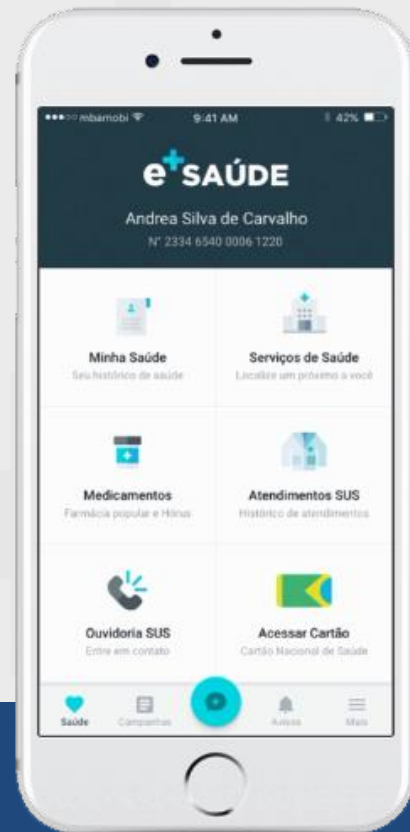 mbamobi 9:41 AM 42%
e+SAÚDE
Andrea Silva de Carvalho
N° 2334 6540 0006 1220
Minha Saúde
Seu histórico de saúde
Serviços de Saúde
Localize um próximo a você
Medicamentos
Farmácia popular e Hórus
Atendimentos SUS
Histórico de atendimentos
Ouvidoria SUS
Entre em contato
Acessar Cartão
Cartão Nacional de Saúde
Saúde Campanhas Avisos Mais